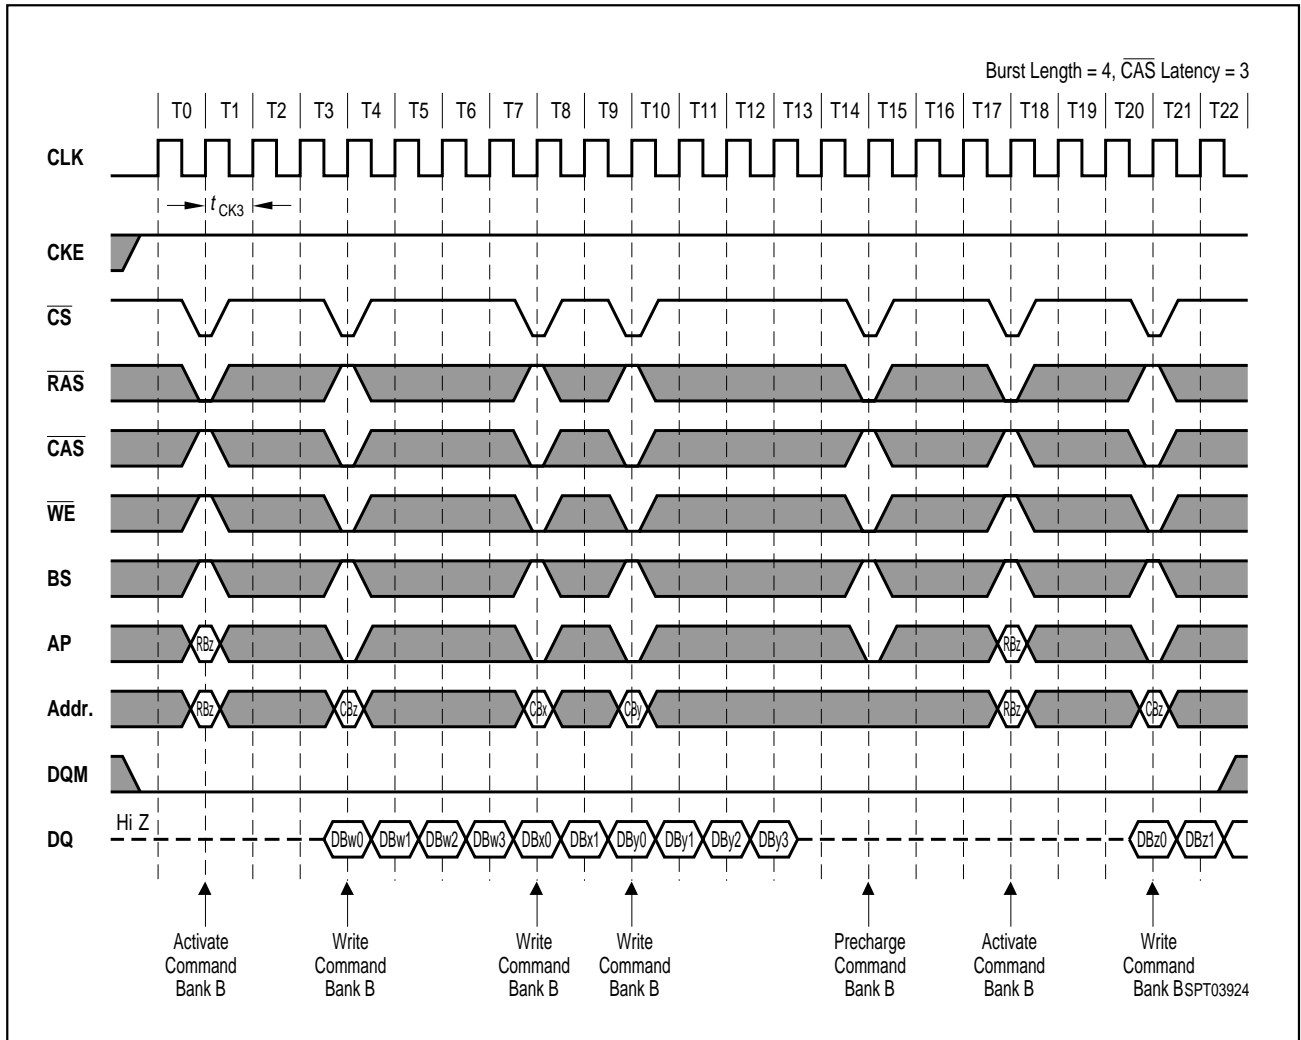 Burst Length = 4, CAS Latency = 3
T0 T1 T2 T3 T4 T5 T6 T7 T8 T9 T10 T11 T12 T13 T14 T15 T16 T17 T18 T19 T20 T21 T22
CLK
t CK3
CKE
CS
RAS
CAS
WE
BS
AP RBz RBz
Addr. RBz CBz CBx CBy RBz CBz
DQM
Hi Z
DQ DBw0 DBw1 DBw2 DBw3 DBx0 DBx1 DBy0 DBy1 DBy2 DBy3 DBz0 DBz1
Activate Write Write Write Precharge Activate Write
Command Command Command Command Command Command Command
Bank B Bank B Bank B Bank B Bank B Bank B Bank B SPT03924